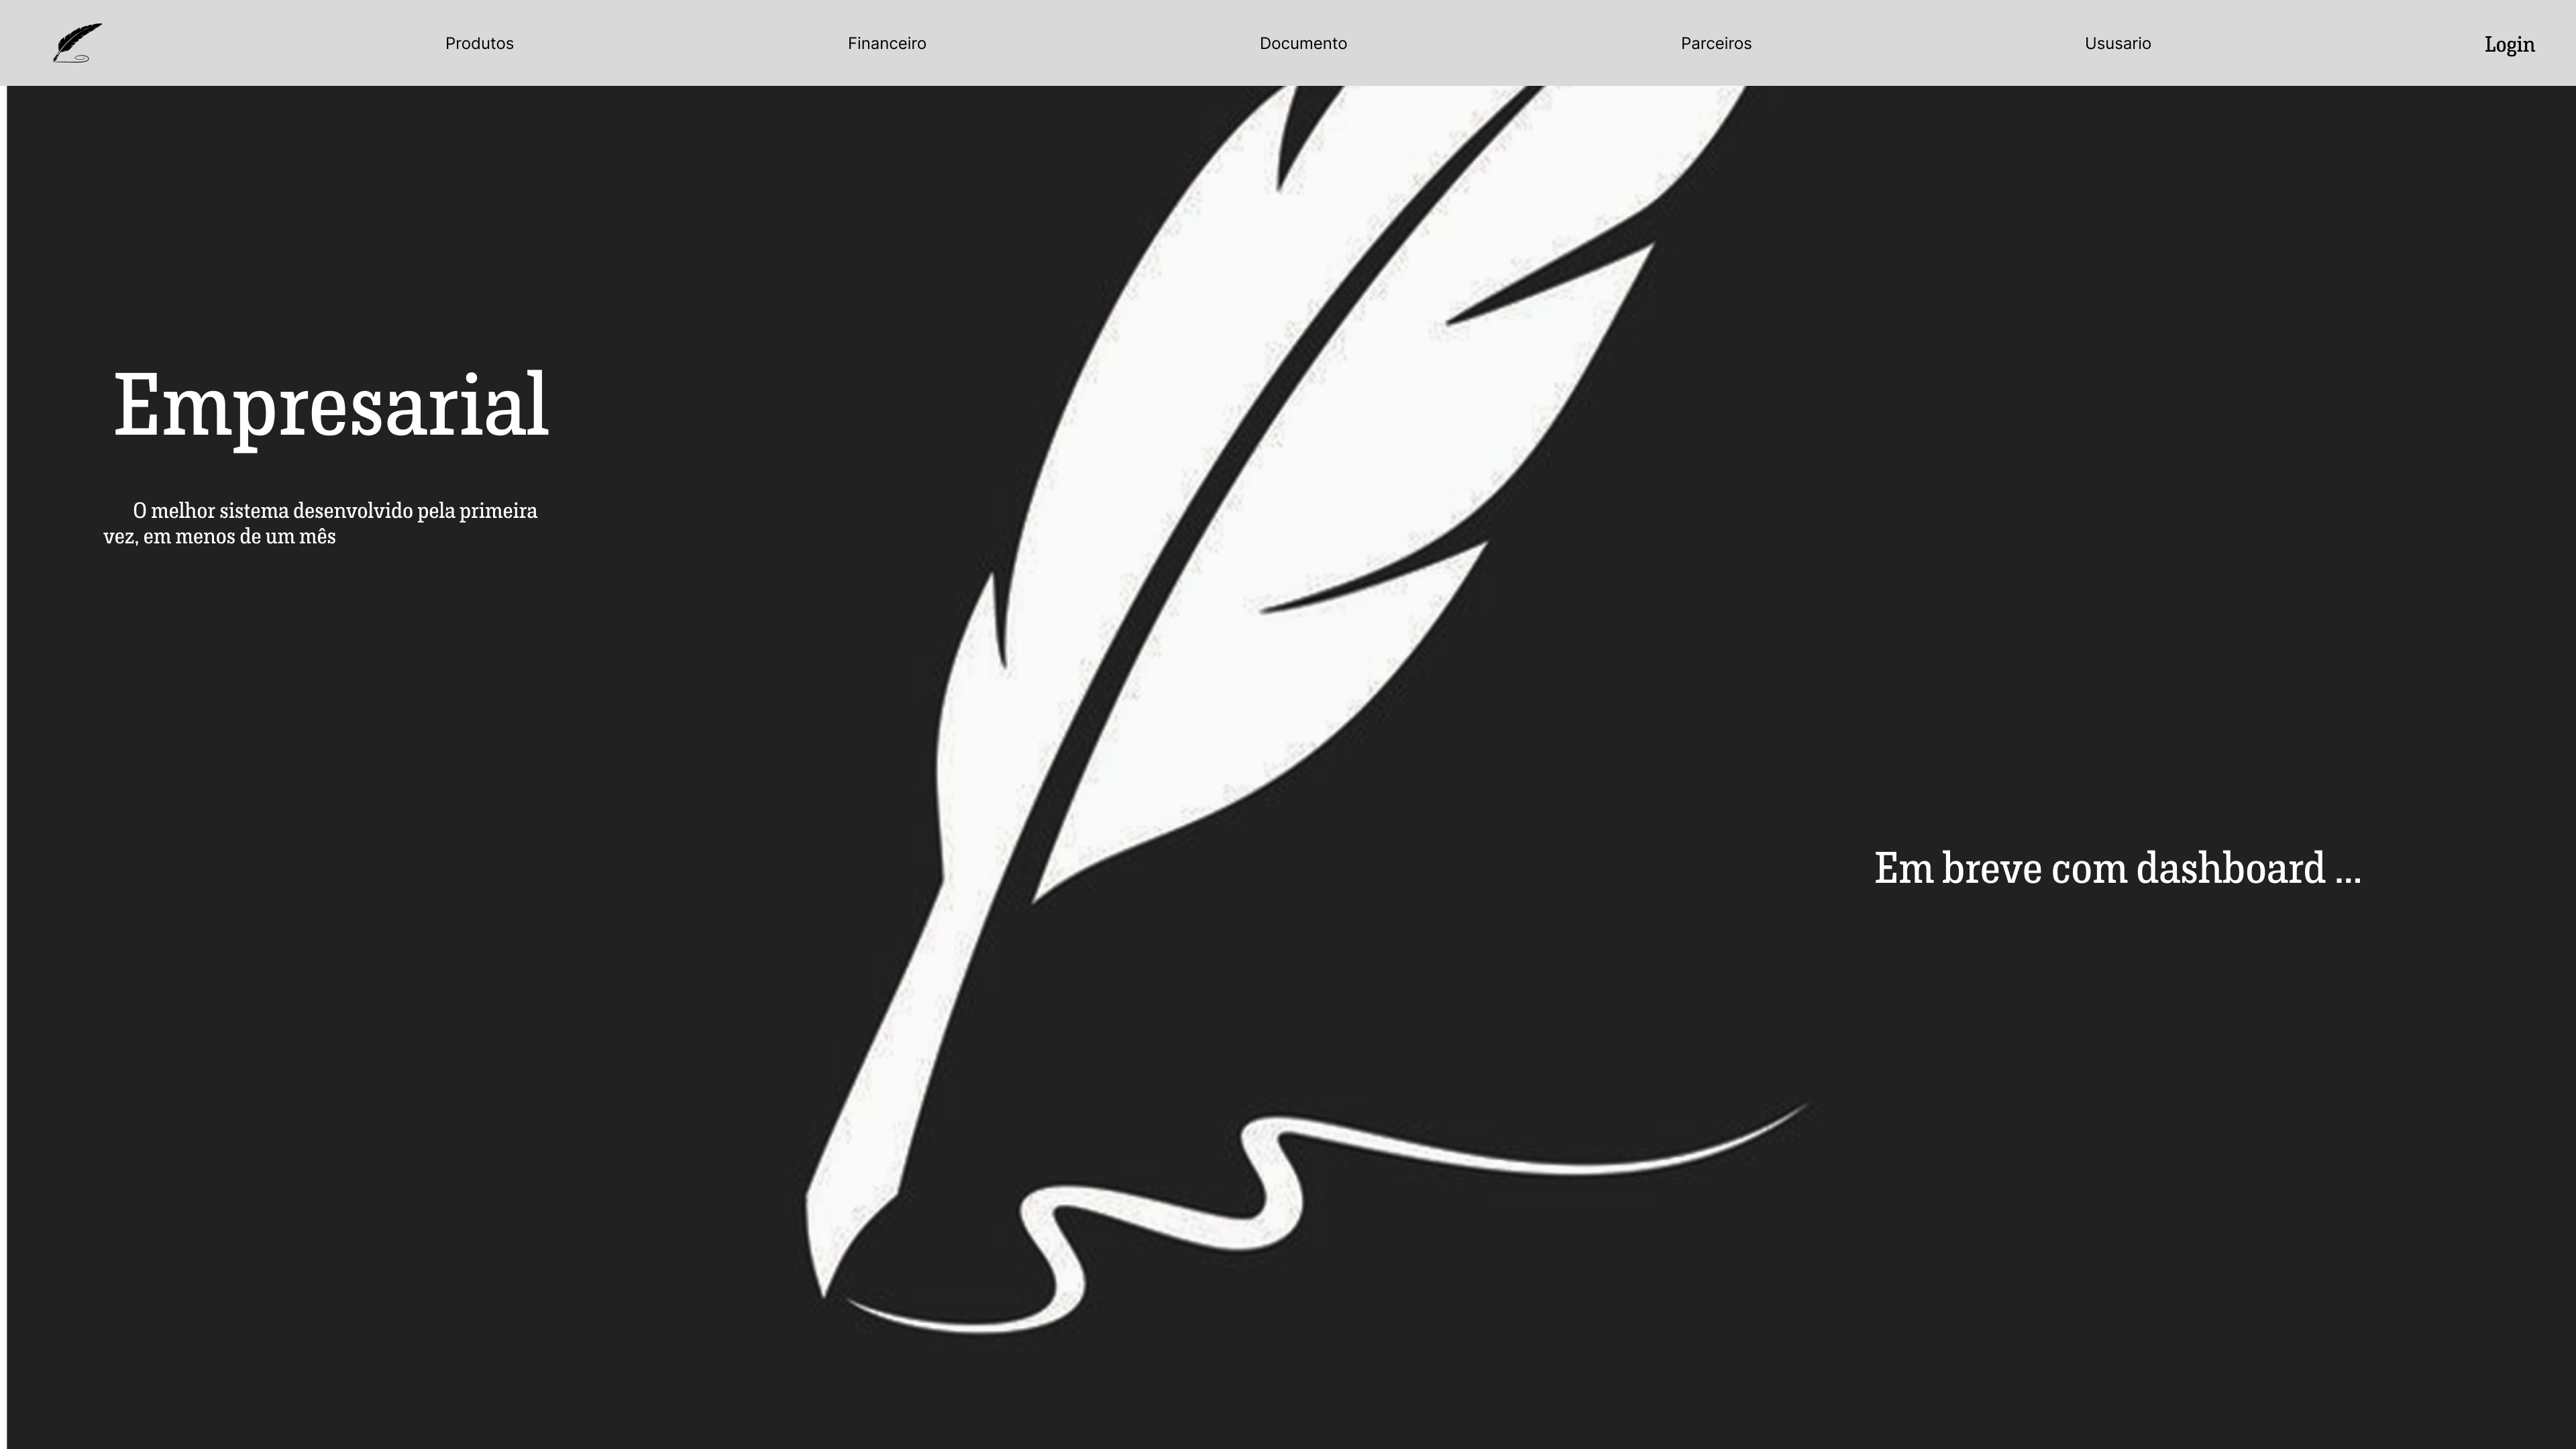 Produtos
Financeiro
Documento
Parceiros
Ususario
Login
Empresarial
O melhor sistema desenvolvido pela primeira
vez, em menos de um mês
Em breve com dashboard ...